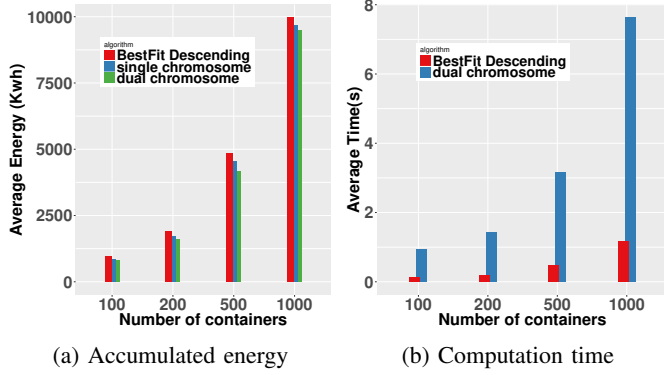 Average Energy (Kwh)
10000
7500
5000
2500
0
algorithm
BestFit Descending
single chromosome
dual chromosome
100 200 500 1000
Number of containers
(a) Accumulated energy
Average Time(s)
8
6
4
2
0
algorithm
BestFit Descending
dual chromosome
100 200 500 1000
Number of containers
(b) Computation time